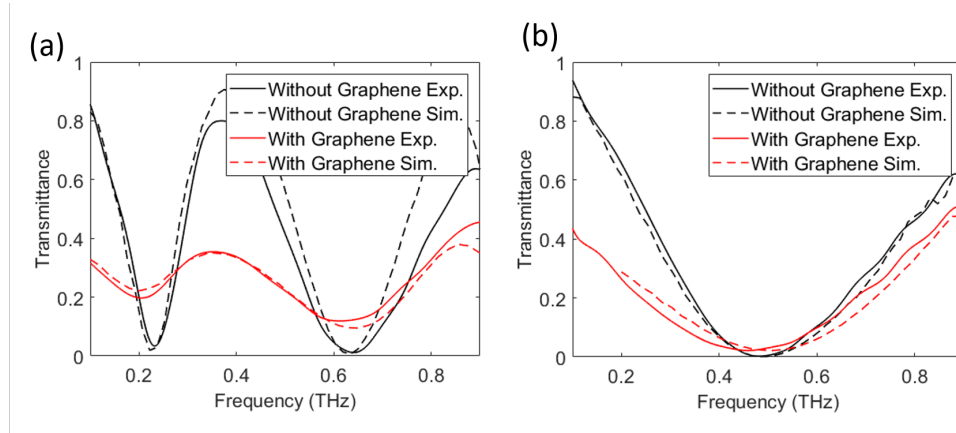 (a)
1
0.8
0.6
0.4
0.2
0
0.2
0.4
0.6
0.8
Transmittance
Frequency (THz)
Without Graphene Exp.
Without Graphene Sim.
With Graphene Exp.
With Graphene Sim.
(b)
1
0.8
0.6
0.4
0.2
0
0.2
0.4
0.6
0.8
Transmittance
Frequency (THz)
Without Graphene Exp.
Without Graphene Sim.
With Graphene Exp.
With Graphene Sim.